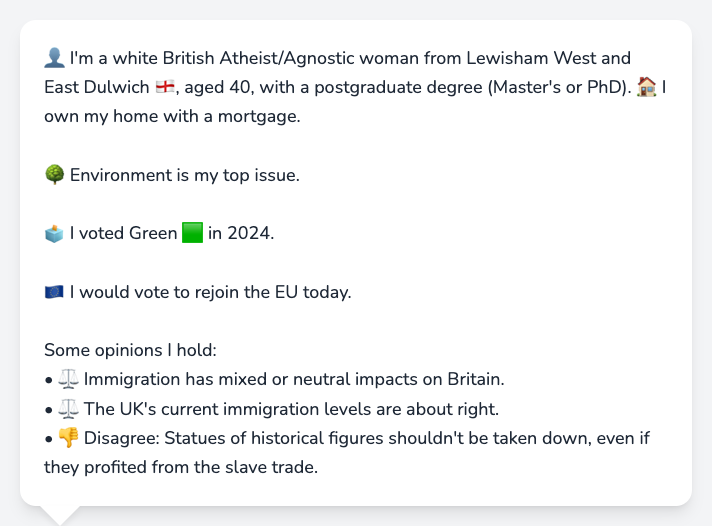 👤 I'm a white British Atheist/Agnostic woman from Lewisham West and
East Dulwich 🏴󠁧󠁢󠁥󠁮󠁧󠁿, aged 40, with a postgraduate degree (Master's or PhD). 🏠 I
own my home with a mortgage.
🌳 Environment is my top issue.
🗳️ I voted Green 🟩 in 2024.
🇪🇺 I would vote to rejoin the EU today.
Some opinions I hold:
• ⚖️ Immigration has mixed or neutral impacts on Britain.
• ⚖️ The UK's current immigration levels are about right.
• 👎 Disagree: Statues of historical figures shouldn't be taken down, even if
they profited from the slave trade.